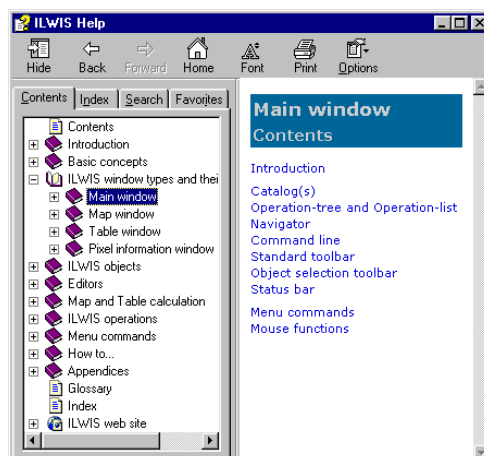 ILWIS Help
Hide Back Forward Home Font Print Options
Contents Index Search Favorites
Contents
Introduction
Basic concepts
ILWIS window types and thei
Main window
Map window
Table window
Pixel information window
ILWIS objects
Editors
Map and Table calculation
ILWIS operations
Menu commands
How to...
Appendices
Glossary
Index
ILWIS web site
Main window
Contents
Introduction
Catalog(s)
Operation-tree and Operation-list
Navigator
Command line
Standard toolbar
Object selection toolbar
Status bar
Menu commands
Mouse functions